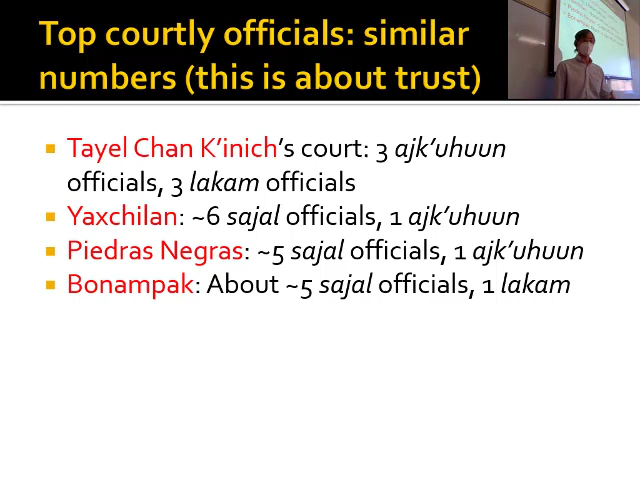 Top courtly officials: similar
numbers (this is about trust)
Tayel Chan K’inich’s court: 3 ajk’uhuun
officials, 3 lakam officials
Yaxchilan: ~6 sajal officials, 1 ajk’uhuun
Piedras Negras: ~5 sajal officials, 1 ajk’uhuun
Bonampak: About ~5 sajal officials, 1 lakam